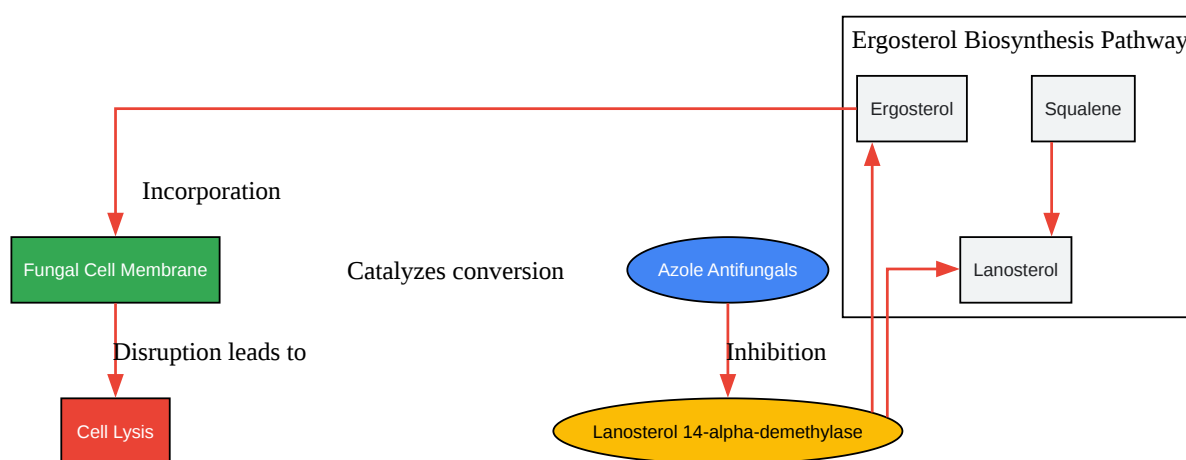 Ergosterol Biosynthesis Pathway
Ergosterol
Squalene
Incorporation
Fungal Cell Membrane
Catalyzes conversion
Azole Antifungals
Lanosterol
Disruption leads to
Inhibition
Cell Lysis
Lanosterol 14-alpha-demethylase